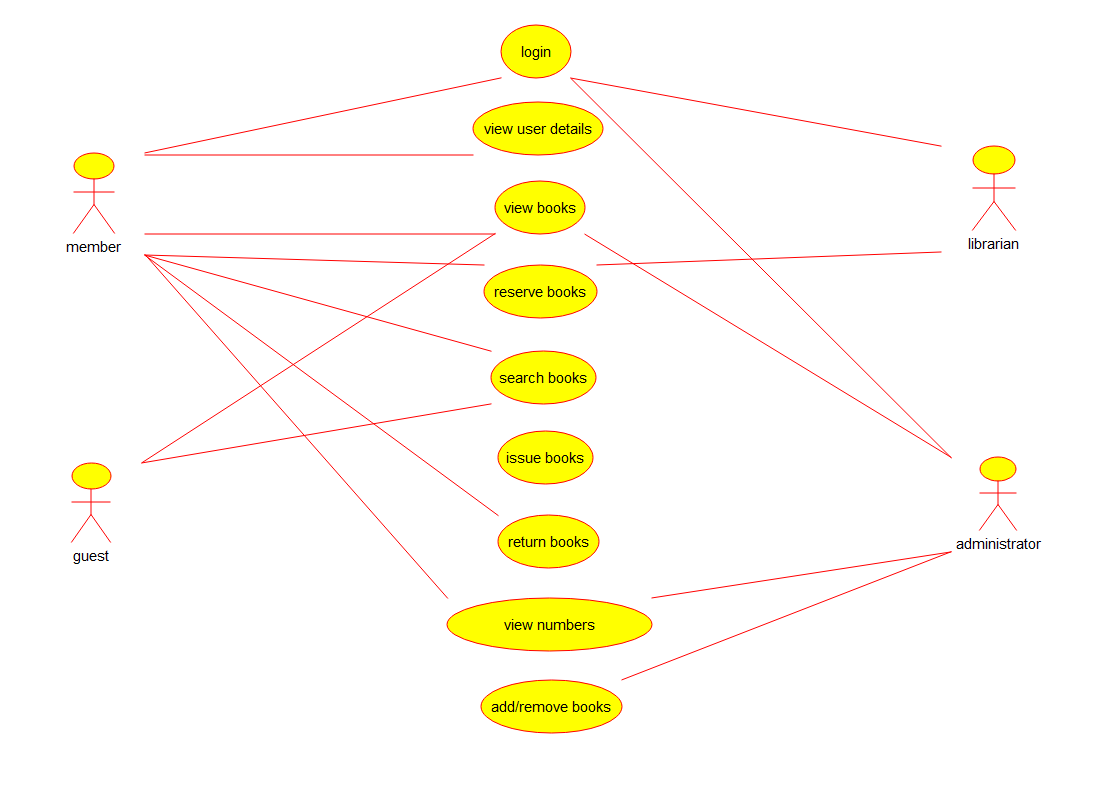 login
view user details
member
view books
librarian
reserve books
search books
issue books
guest
return books
administrator
view numbers
add/remove books